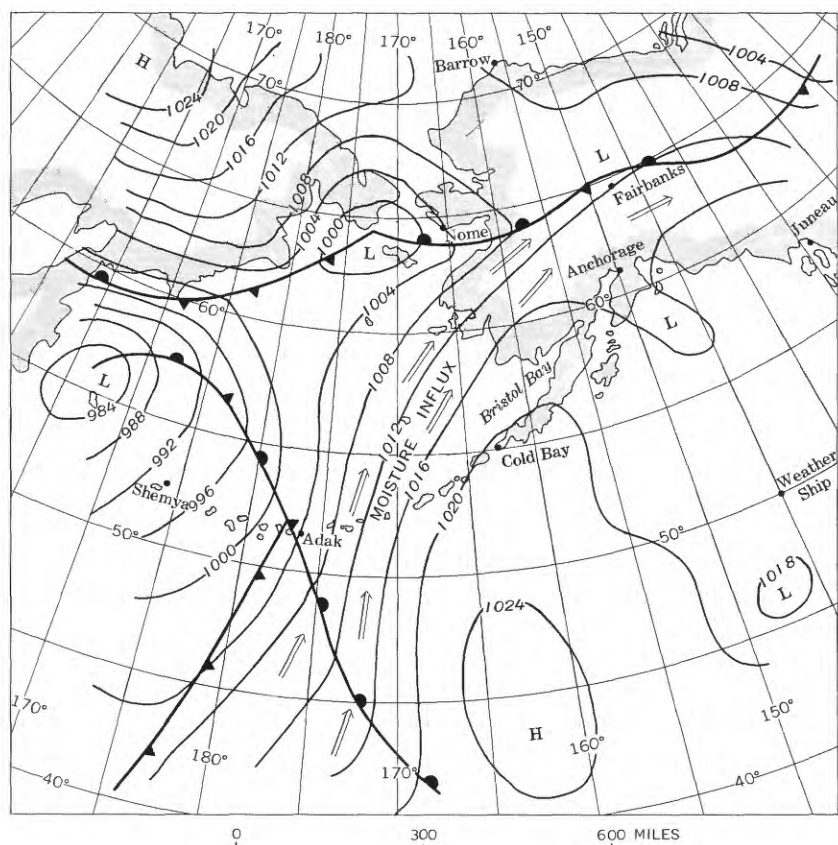 170° 180° 170° 160° 150°
Barrow
H
70°
70°
1004
1008
1024
1020
1016
1012
1008
1004
1000
L
L
Nome
Fairbanks
Juneau
Anchorage
60°
60°
L
1004
1008
1012
1016
1020
MOISTURE INFLUX
Bristol Bay
Cold Bay
L
984
988
992
996
1000
Shemya
Adak
50°
50°
Weather
Ship
1018
L
1024
H
170°
180°
170°
160°
150°
40°
40°
0 300 600 MILES